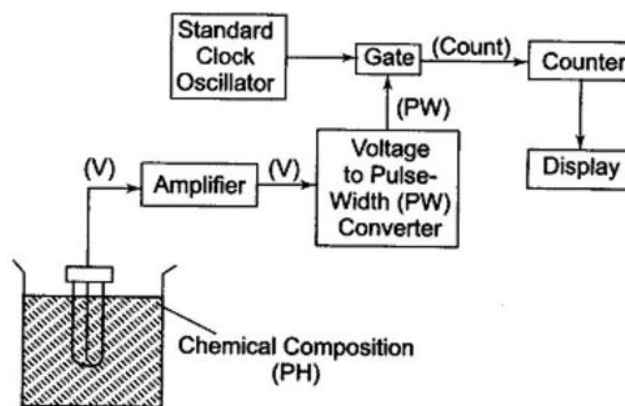 Standard
Clock
Oscillator
Gate
(Count)
Counter
(PW)
Display
Voltage
to Pulse-
Width (PW)
Converter
(V)
Amplifier
(V)
Chemical Composition
(PH)